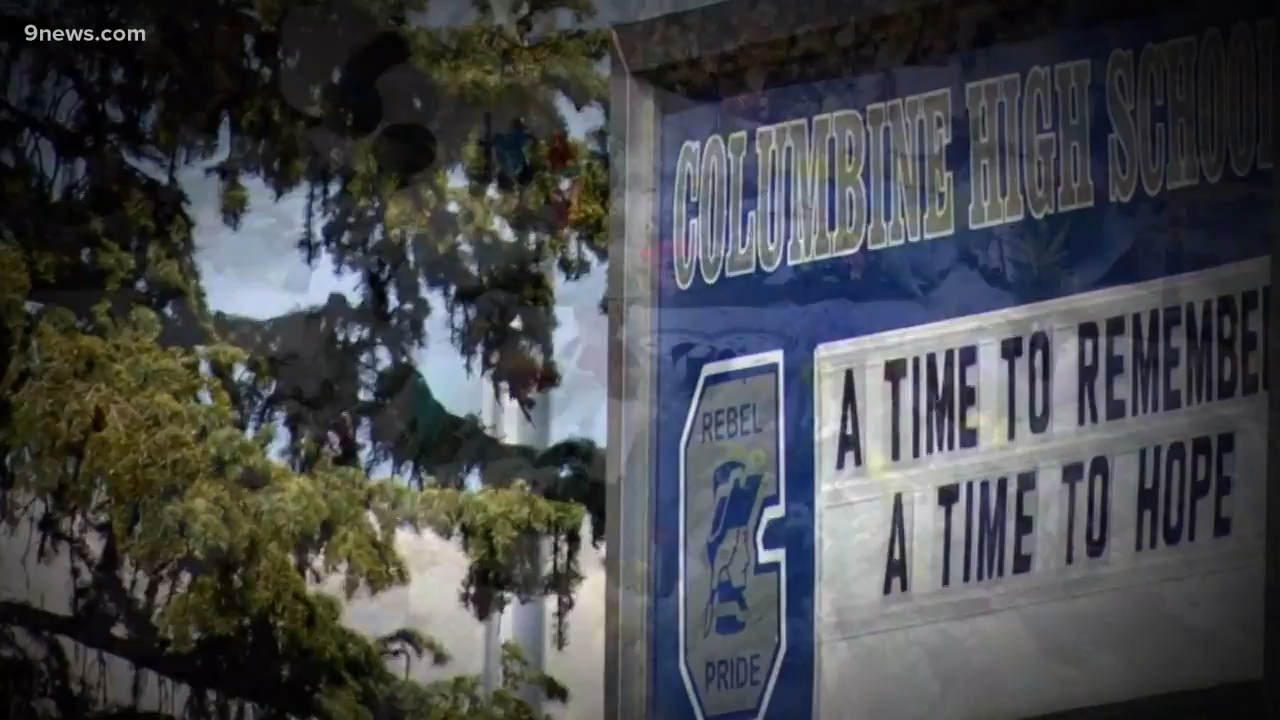 9news.com
COLUMBINE HIGH SCHOOL
REBEL
PRIDE
A TIME TO REMEMBER
A TIME TO HOPE